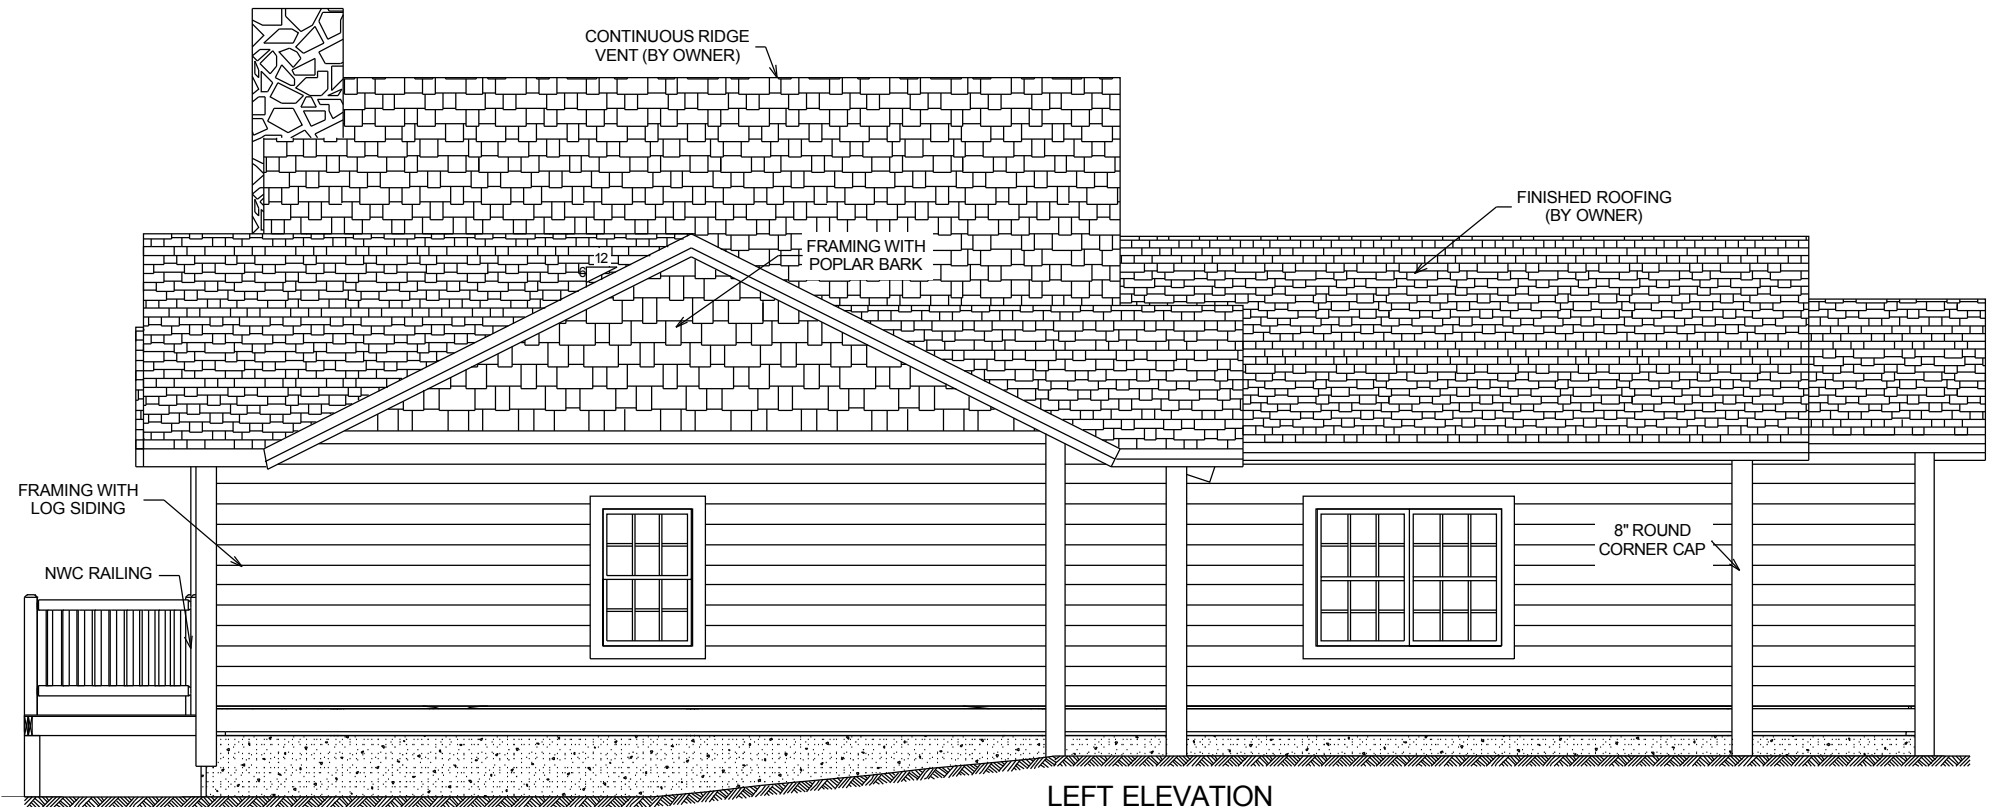 CONTINUOUS RIDGE
VENT (BY OWNER)
FINISHED ROOFING
(BY OWNER)
FRAMING WITH
POPLAR BARK
12
6
FRAMING WITH
LOG SIDING
8" ROUND
CORNER CAP
NWC RAILING
LEFT ELEVATION